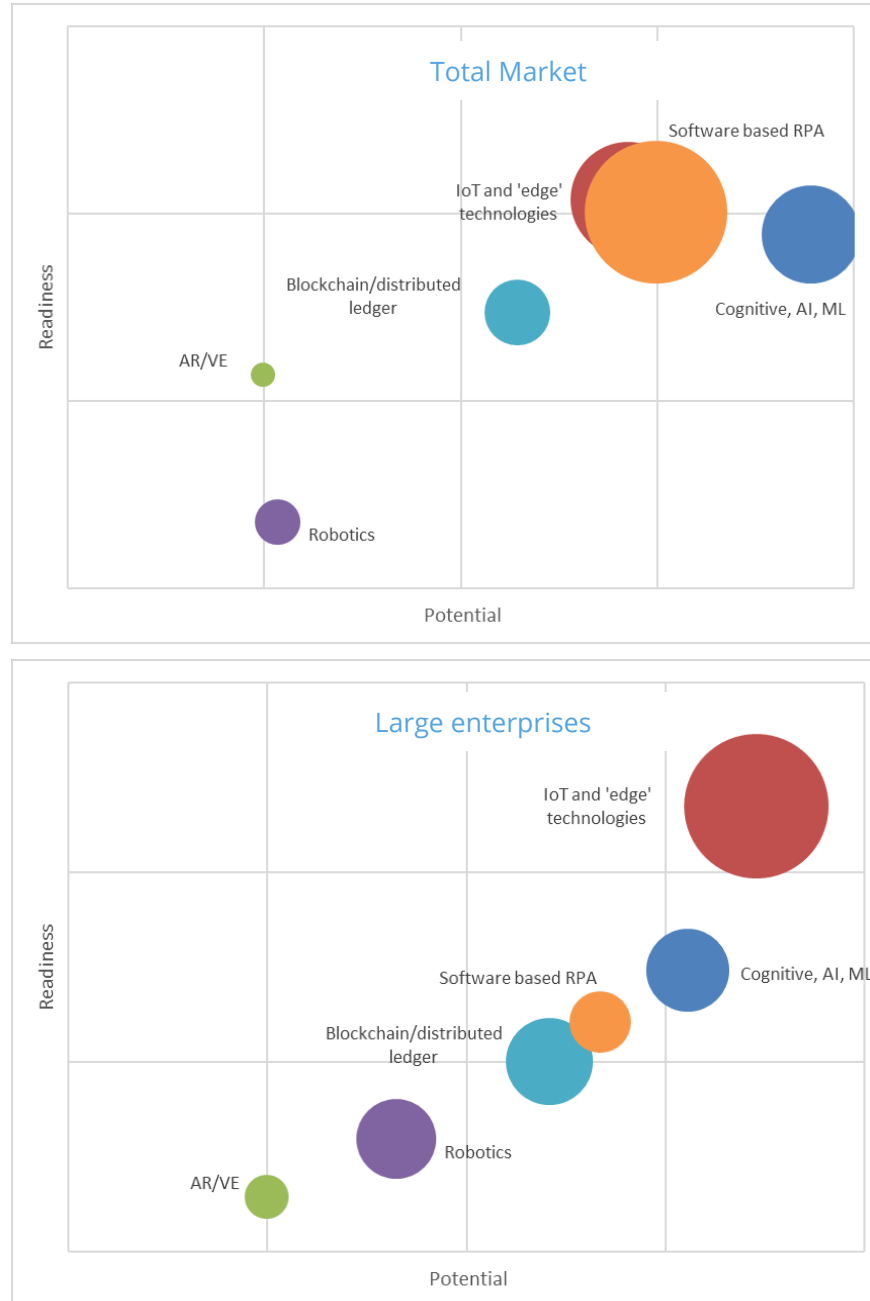 Total Market
Software based RPA
IoT and 'edge'
technologies
Blockchain/distributed
ledger
Cognitive, AI, ML
AR/VE
Robotics
Readiness
Potential
Large enterprises
IoT and 'edge'
technologies
Software based RPA
Cognitive, AI, ML
Blockchain/distributed
ledger
Robotics
AR/VE
Readiness
Potential